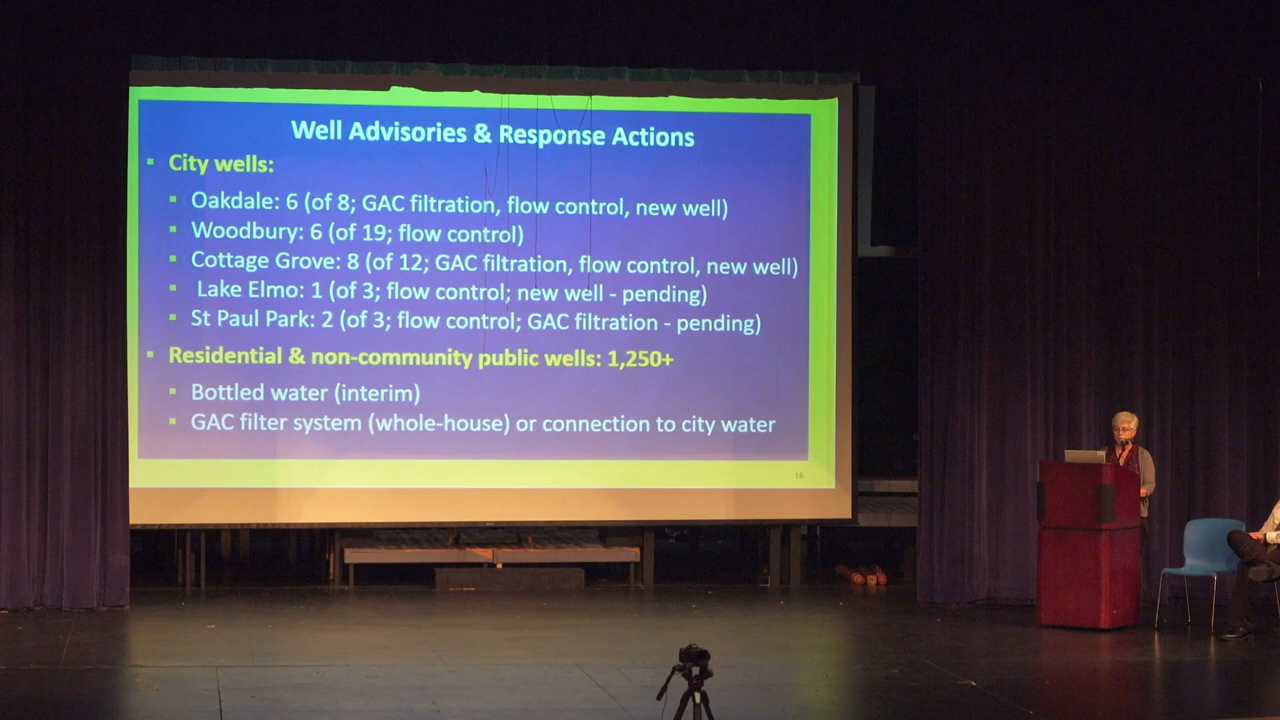 Well Advisories & Response Actions
City wells:
Oakdale: 6 (of 8; GAC filtration, flow control, new well)
Woodbury: 6 (of 19; flow control)
Cottage Grove: 8 (of 12; GAC filtration, flow control, new well)
Lake Elmo: 1 (of 3; flow control; new well - pending)
St Paul Park: 2 (of 3; flow control; GAC filtration - pending)
Residential & non-community public wells: 1,250+
Bottled water (interim)
GAC filter system (whole-house) or connection to city water
16